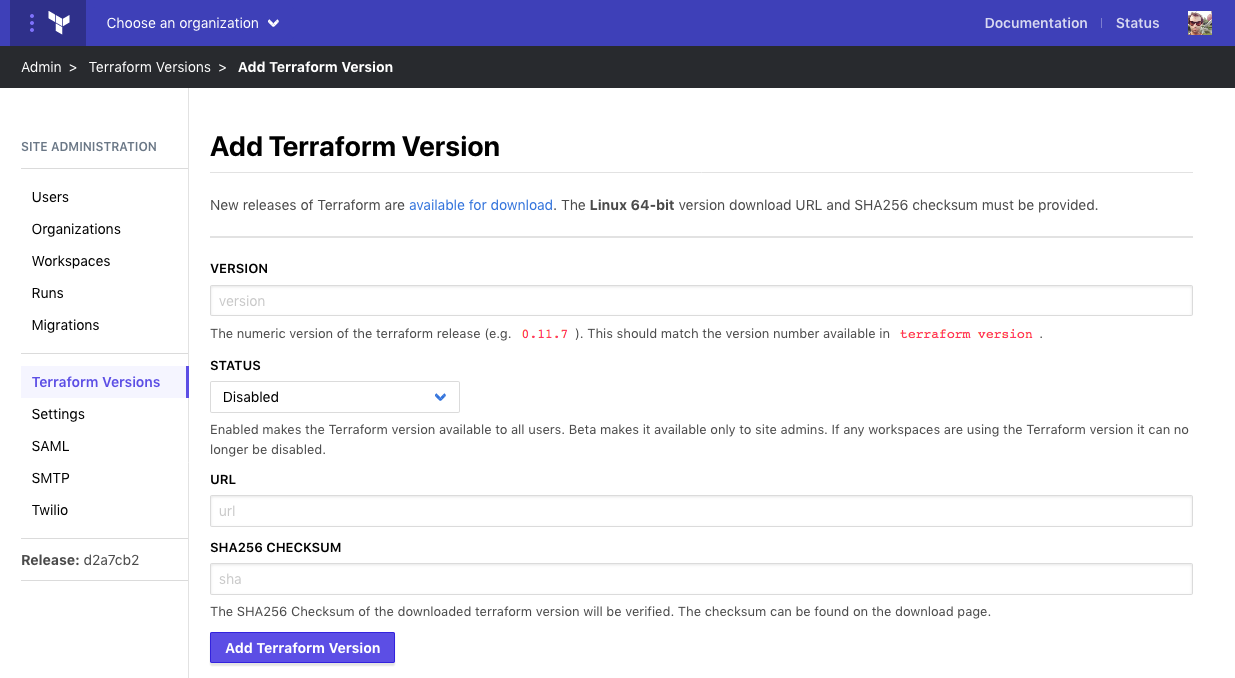 Choose an organization
Documentation
Status
Admin > Terraform Versions > Add Terraform Version
SITE ADMINISTRATION
Users
Organizations
Workspaces
Runs
Migrations
Terraform Versions
Settings
SAML
SMTP
Twilio
Release: d2a7cb2
Add Terraform Version
New releases of Terraform are available for download. The Linux 64-bit version download URL and SHA256 checksum must be provided.
VERSION
version
The numeric version of the terraform release (e.g. 0.11.7 ). This should match the version number available in terraform version .
STATUS
Disabled
Enabled makes the Terraform version available to all users. Beta makes it available only to site admins. If any workspaces are using the Terraform version it can no
longer be disabled.
URL
url
SHA256 CHECKSUM
sha
The SHA256 Checksum of the downloaded terraform version will be verified. The checksum can be found on the download page.
Add Terraform Version